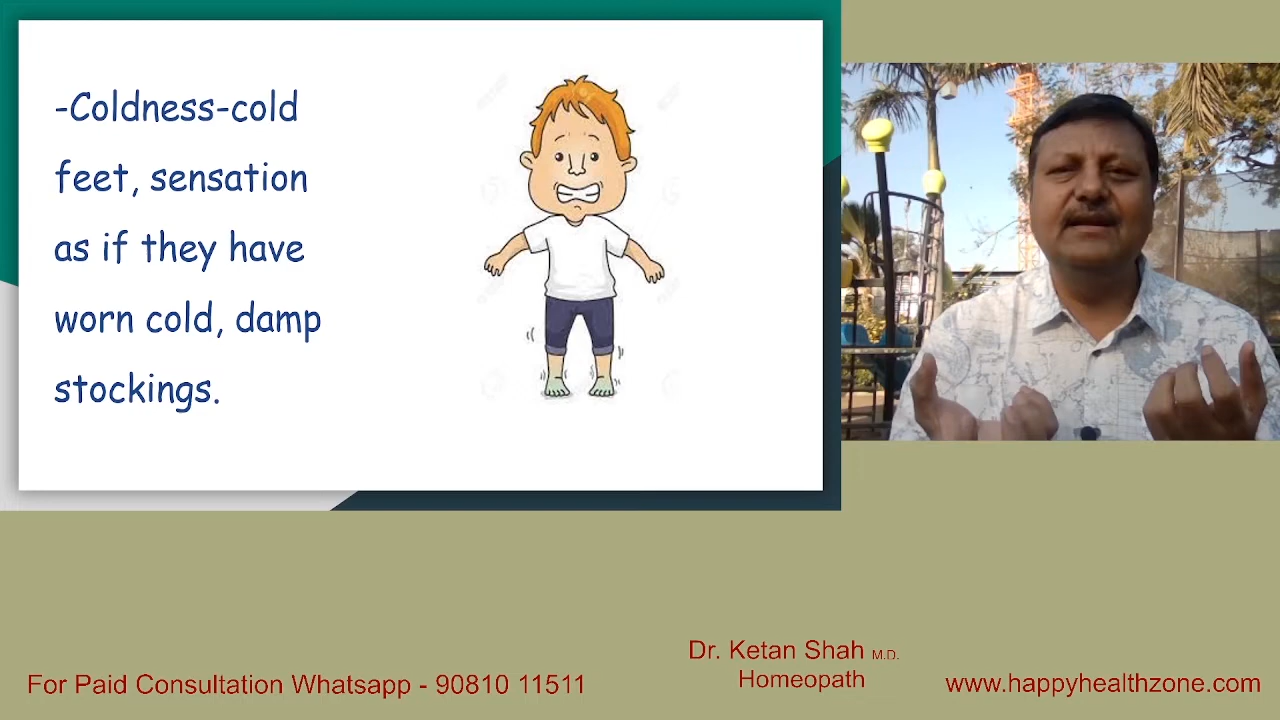 -Coldness-cold
feet, sensation
as if they have
worn cold, damp
stockings.
Dr. Ketan Shah M.D.
Homeopath
For Paid Consultation Whatsapp - 90810 11511
www.happyhealthzone.com